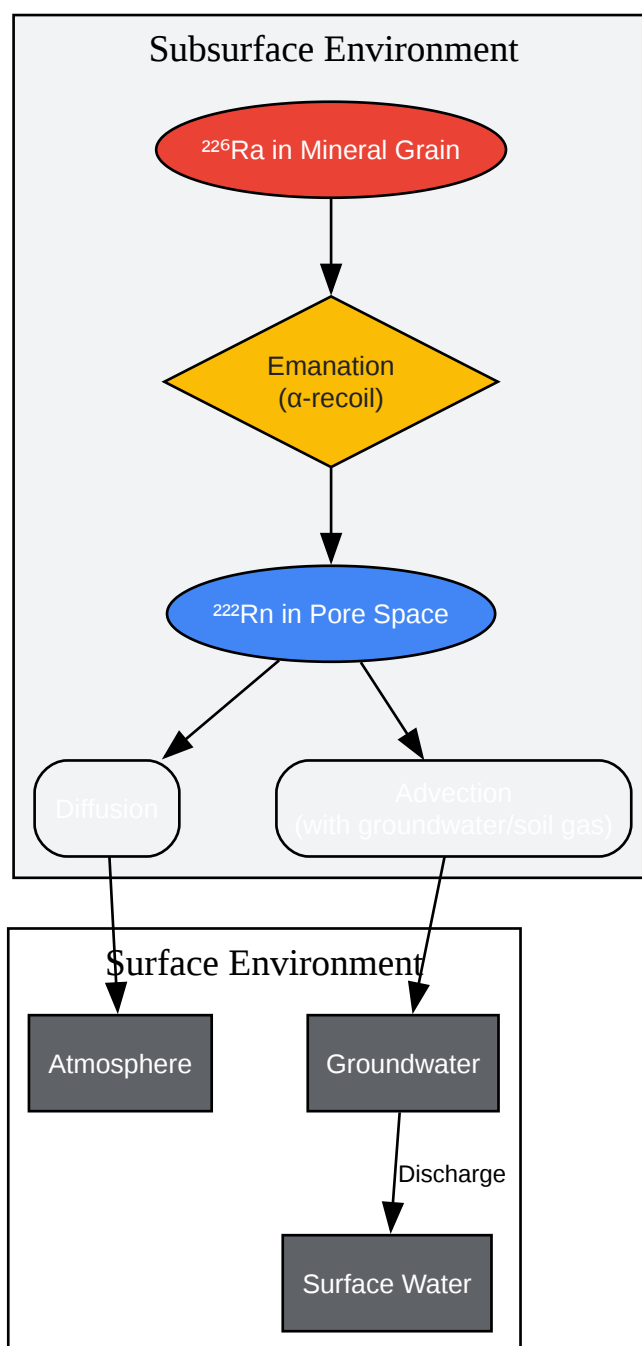 Subsurface Environment
²²⁶Ra in Mineral Grain
Emanation
(α-recoil)
²²²Rn in Pore Space
Diffusion
Advection
(with groundwater/soil gas)
Surface Environment
Atmosphere
Groundwater
Discharge
Surface Water